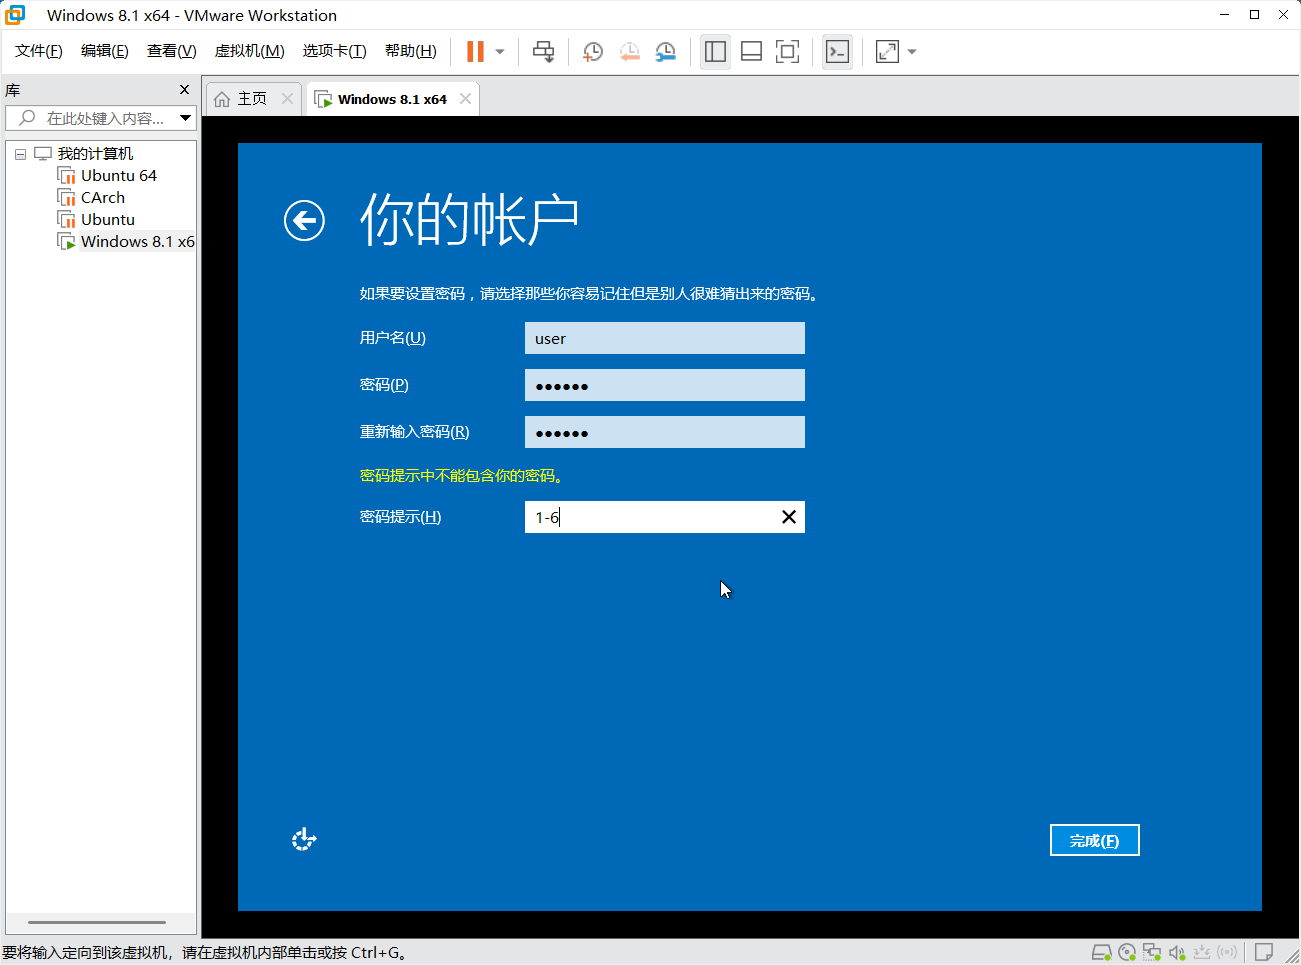 Windows 8.1 x64 - VMware Workstation
文件(F) 编辑(E) 查看(V) 虚拟机(M) 选项卡(T) 帮助(H)
库
在此处键入内容...
我的计算机
Ubuntu 64
CArch
Ubuntu
Windows 8.1 x6
主页
Windows 8.1 x64
你的帐户
如果要设置密码，请选择那些你容易记住但是别人很难猜出来的密码。
用户名(U) user
密码(P) ●●●●●●
重新输入密码(R) ●●●●●●
密码提示中不能包含你的密码。
密码提示(H) 1-6
完成(F)
要将输入定向到该虚拟机，请在虚拟机内部单击或按 Ctrl+G。